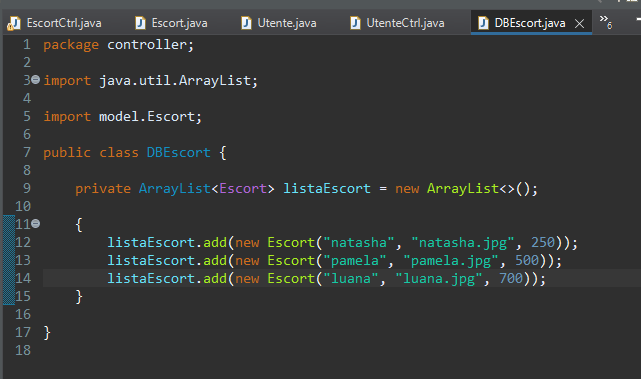 EscortCtrl.java Escort.java Utente.java UtenteCtrl.java DBEscort.java »6
1 package controller;
2
3 import java.util.ArrayList;
4
5 import model.Escort;
6
7 public class DBEscort {
8
9 private ArrayList<Escort> listaEscort = new ArrayList<>();
10
11 {
12 listaEscort.add(new Escort("natasha", "natasha.jpg", 250));
13 listaEscort.add(new Escort("pamela", "pamela.jpg", 500));
14 listaEscort.add(new Escort("luana", "luana.jpg", 700));
15 }
16
17 }
18